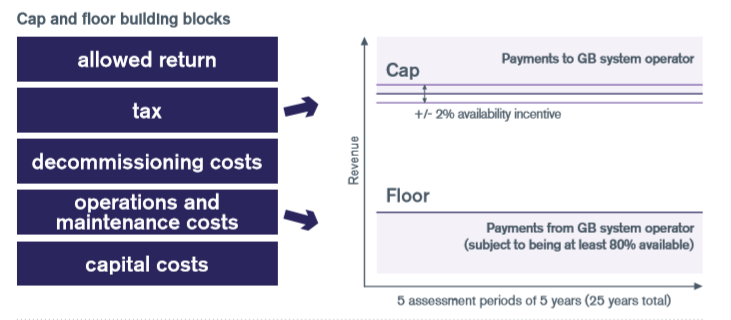 Cap and floor building blocks
allowed return
tax
decommissioning costs
operations and
maintenance costs
capital costs
Revenue
Cap
Payments to GB system operator
+/- 2% availability incentive
Floor
Payments from GB system operator
(subject to being at least 80% available)
5 assessment periods of 5 years (25 years total)